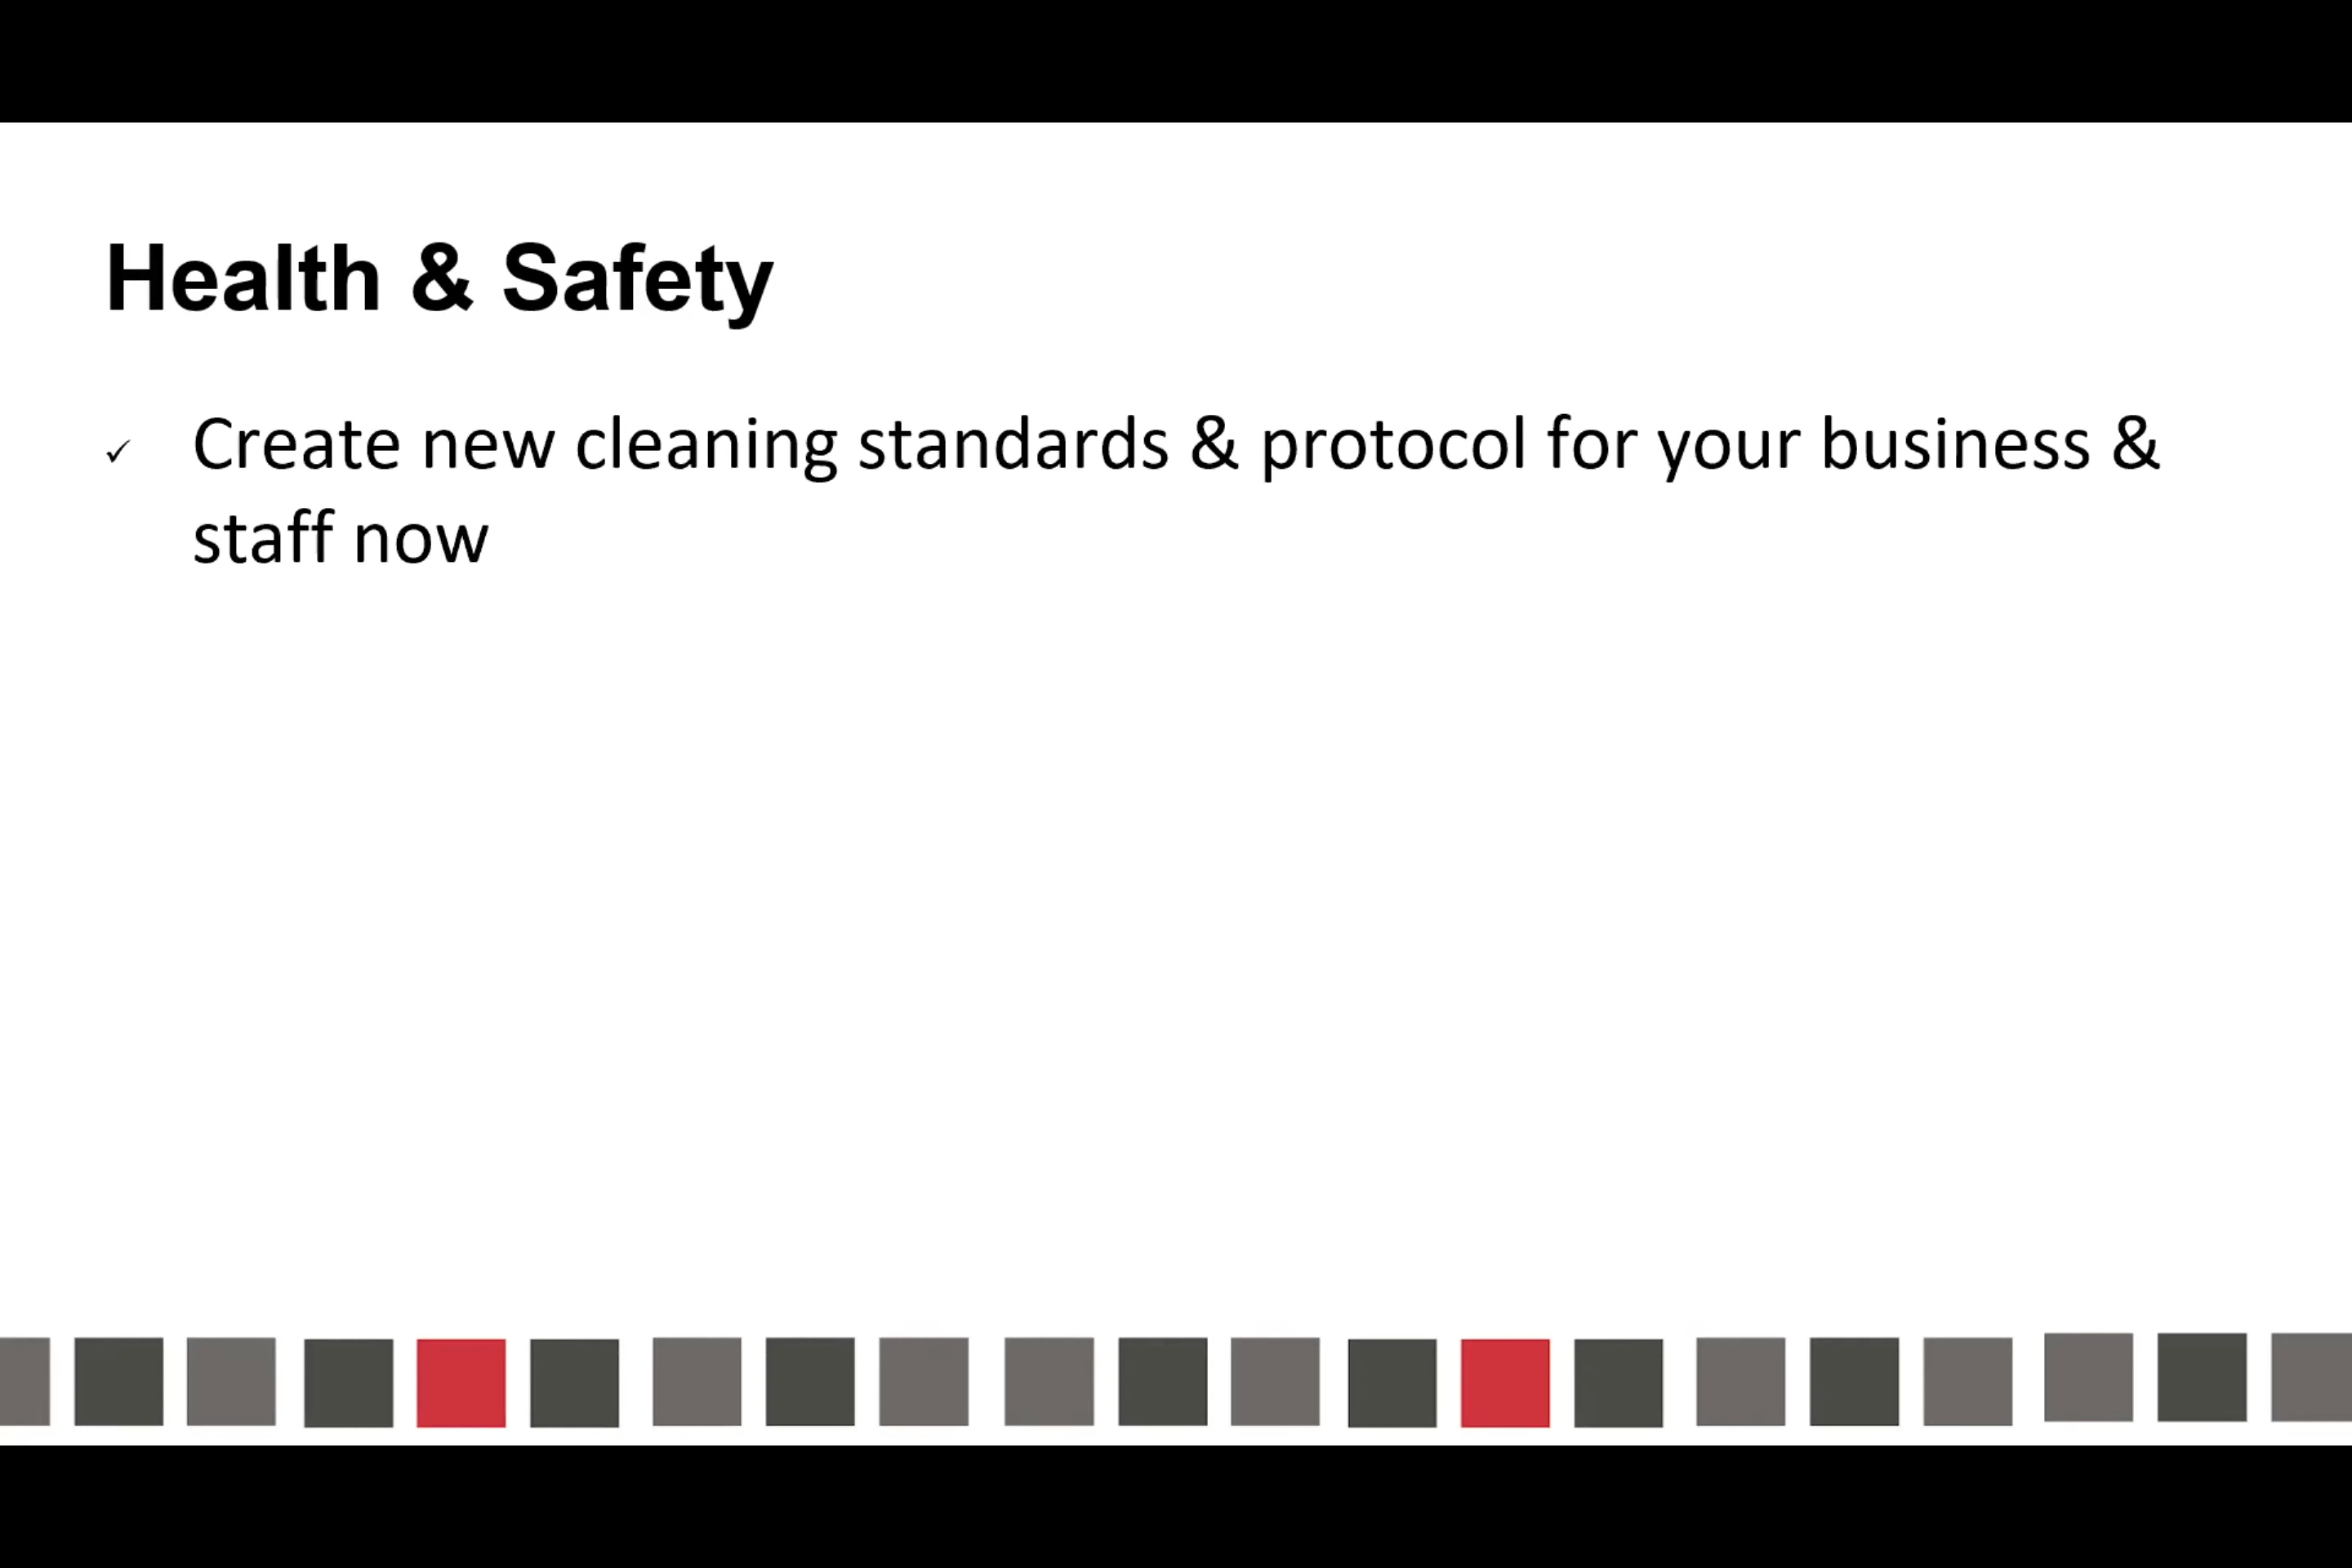 Health & Safety
✓ Create new cleaning standards & protocol for your business &
staff now